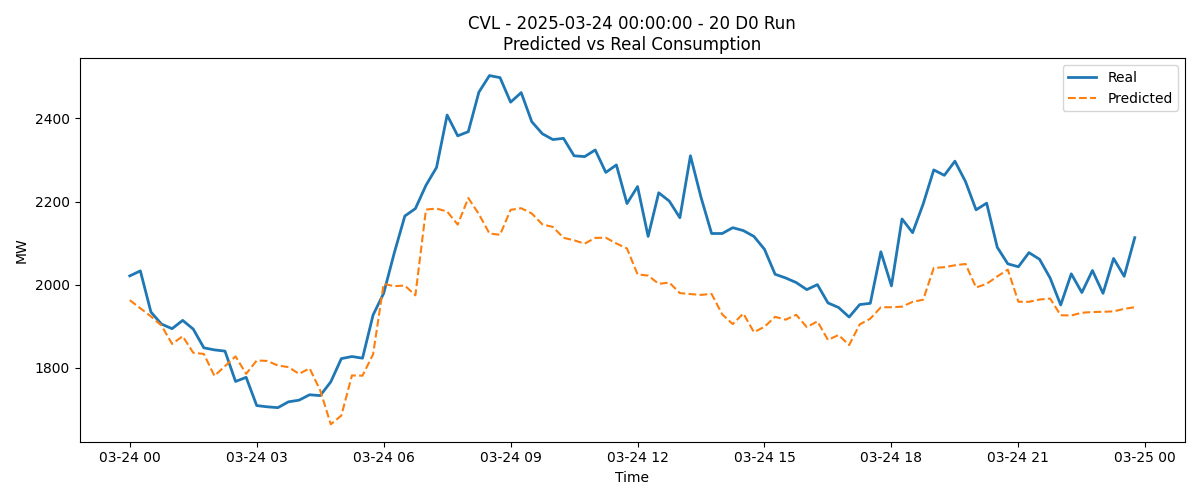 CVL - 2025-03-24 00:00:00 - 20 D0 Run
Predicted vs Real Consumption
Real
Predicted
MW
2400
2200
2000
1800
03-24 00
03-24 03
03-24 06
03-24 09
03-24 12
03-24 15
03-24 18
03-24 21
03-25 00
Time